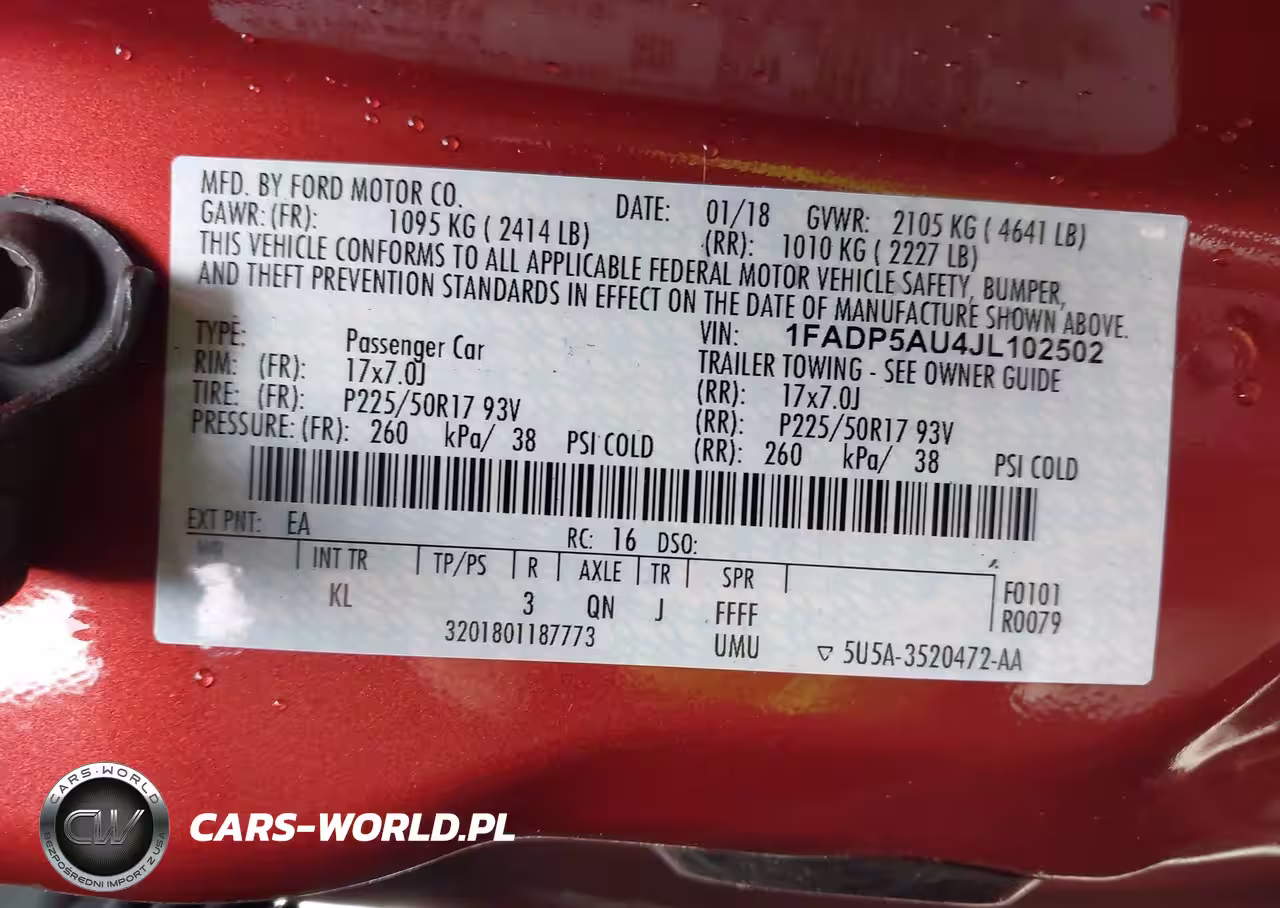 MFD. BY FORD MOTOR CO. DATE: 01/18 GVWR: 2105 KG ( 4641 LB)
GAWR: (FR): 1095 KG ( 2414 LB) (RR): 1010 KG ( 2227 LB)
THIS VEHICLE CONFORMS TO ALL APPLICABLE FEDERAL MOTOR VEHICLE SAFETY, BUMPER,
AND THEFT PREVENTION STANDARDS IN EFFECT ON THE DATE OF MANUFACTURE SHOWN ABOVE.
VIN: 1FADP5AU4JL102502
TYPE: Passenger Car TRAILER TOWING - SEE OWNER GUIDE
RIM: (FR): 17x7.0J (RR): 17x7.0J
TIRE: (FR): P225/50R17 93V (RR): P225/50R17 93V
PRESSURE: (FR): 260 kPa/ 38 PSI COLD (RR): 260 kPa/ 38 PSI COLD
EXT PNT: EA RC: 16 DSO:
INT TR TP/PS R AXLE TR SPR F0101
KL 3 QN J FFFF R0079
3201801187773 UMU ▽ 5U5A-3520472-AA
CARS-WORLD
CW
BEZPOŚREDNI IMPORT Z USA
CARS-WORLD.PL